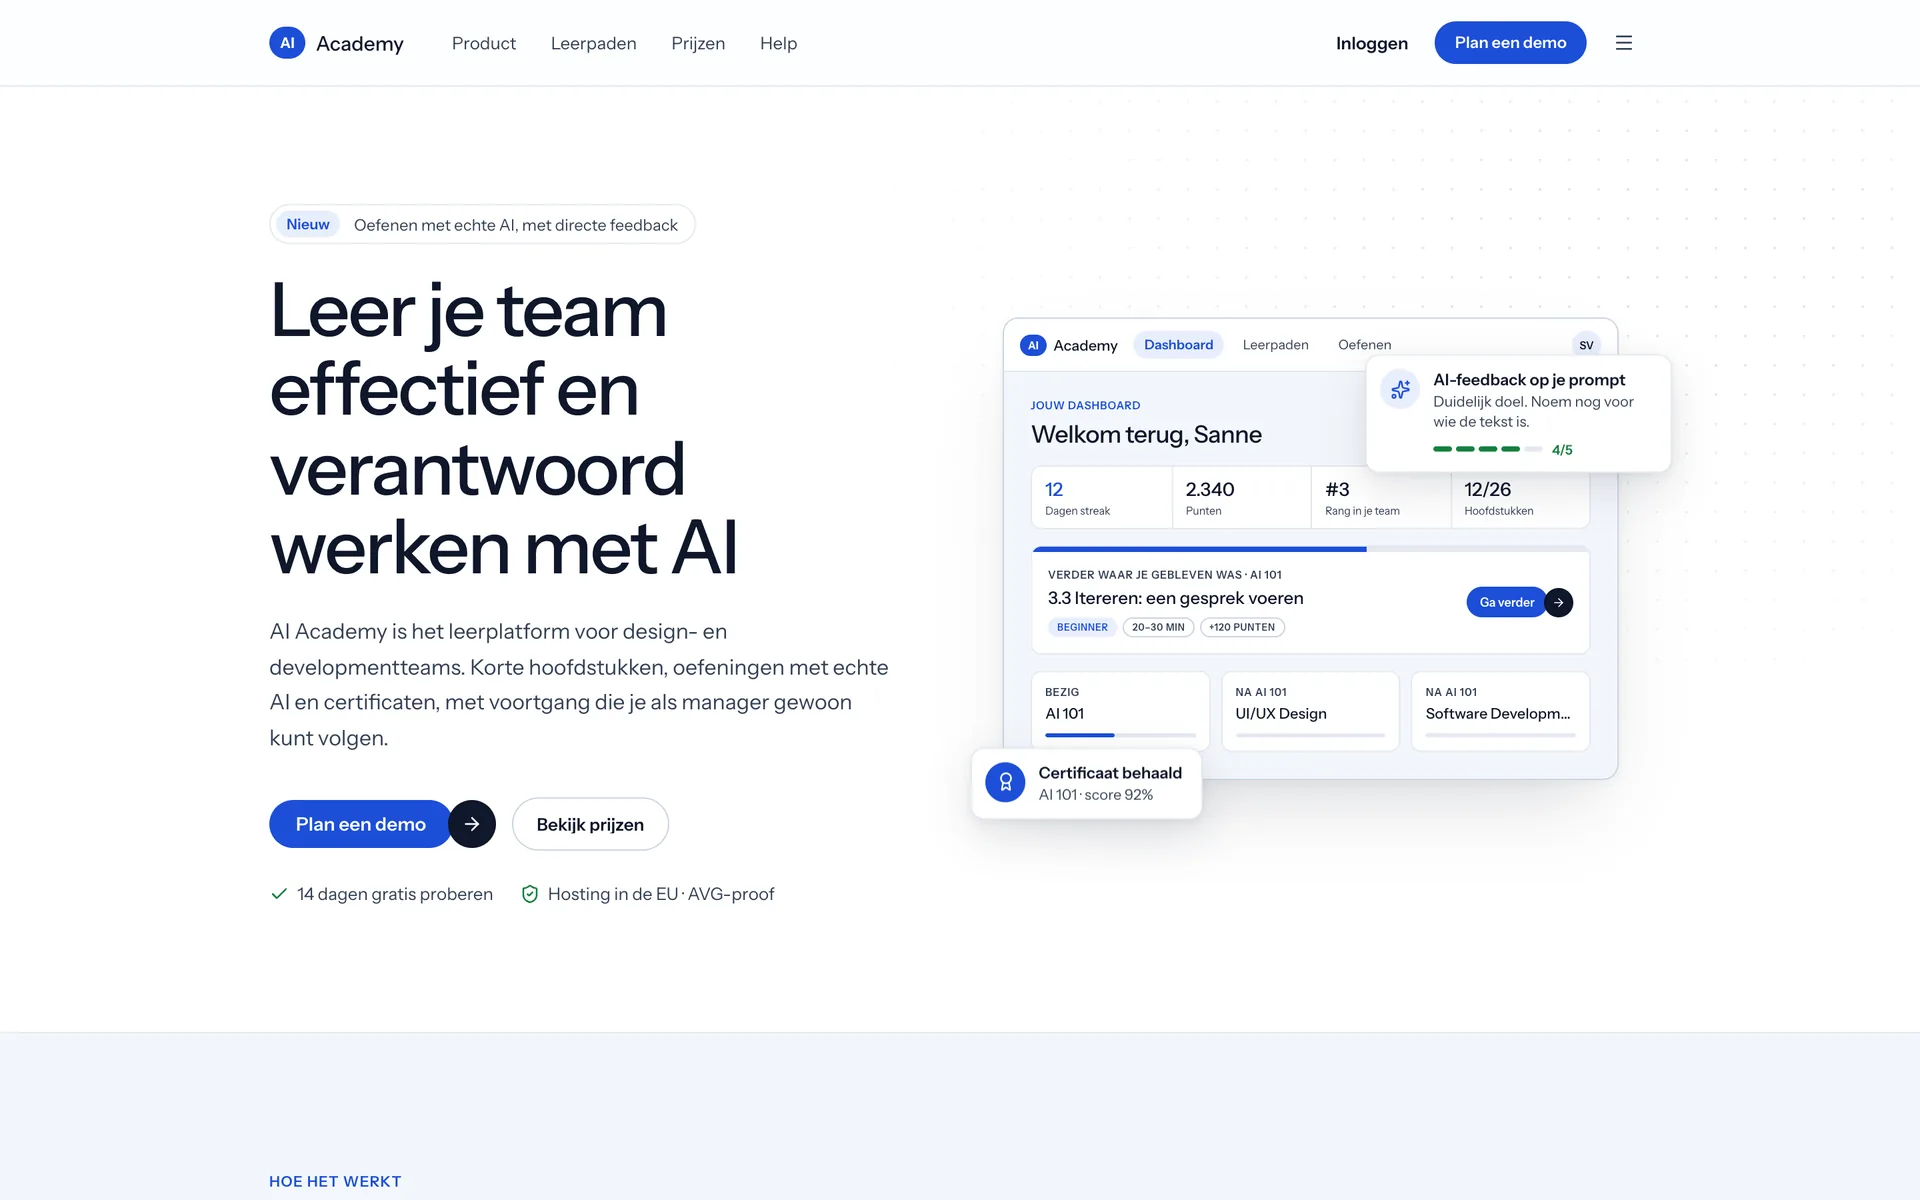 AI Academy Product Leerpaden Prijzen Help Inloggen Plan een demo
Nieuw Oefenen met echte AI, met directe feedback
Leer je team
effectief en
verantwoord
werken met AI
AI Academy is het leerplatform voor design- en
developmentteams. Korte hoofdstukken, oefeningen met echte
AI en certificaten, met voortgang die je als manager gewoon
kunt volgen.
Plan een demo Bekijk prijzen
14 dagen gratis proberen Hosting in de EU · AVG-proof
AI Academy Dashboard Leerpaden Oefenen SV
AI-feedback op je prompt
Duidelijk doel. Noem nog voor
wie de tekst is.
4/5
JOUW DASHBOARD
Welkom terug, Sanne
12 2.340 #3 12/26
Dagen streak Punten Rang in je team Hoofdstukken
VERDER WAAR JE GEBLEVEN WAS · AI 101
3.3 Itereren: een gesprek voeren
Ga verder
BEGINNER 20–30 MIN +120 PUNTEN
BEZIG NA AI 101 NA AI 101
AI 101 UI/UX Design Software Developm...
Certificaat behaald
AI 101 · score 92%
HOE HET WERKT